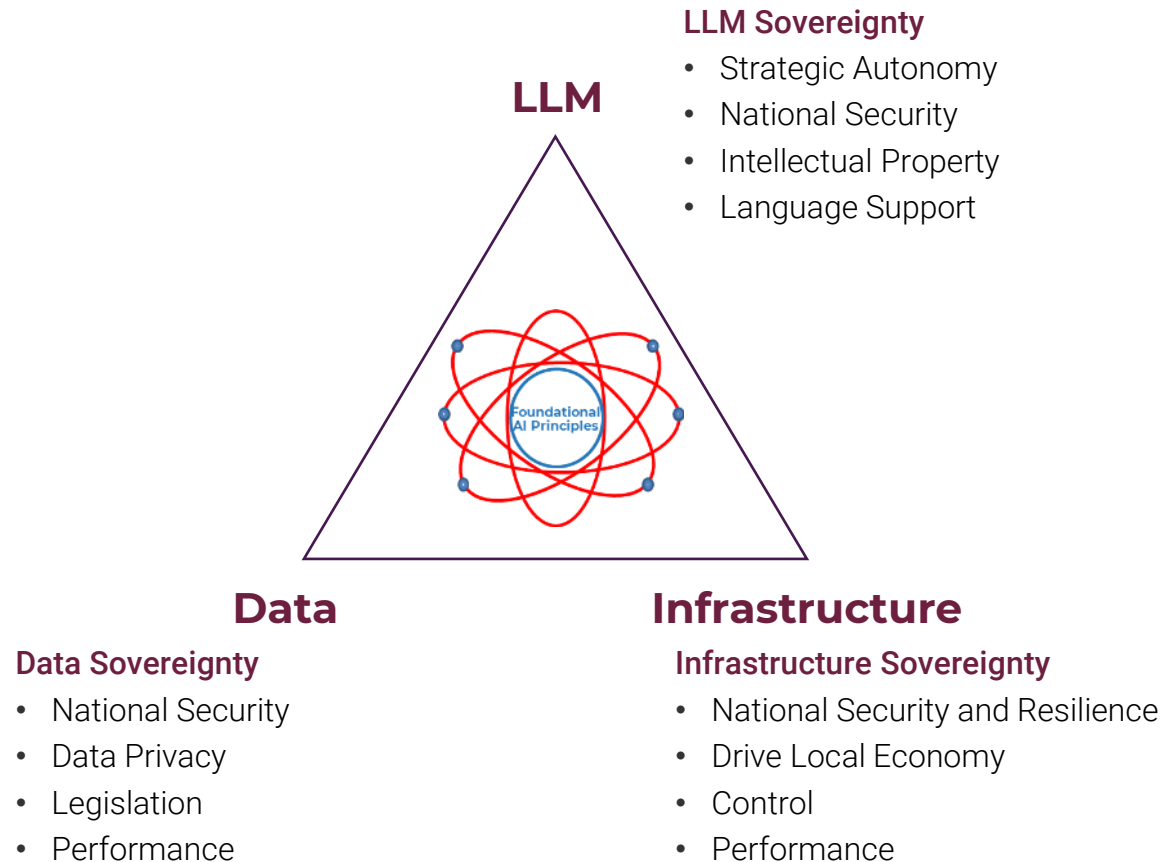 LLM Sovereignty
• Strategic Autonomy
• National Security
• Intellectual Property
• Language Support
LLM
Foundational
AI Principles
Data
Data Sovereignty
• National Security
• Data Privacy
• Legislation
• Performance
Infrastructure
Infrastructure Sovereignty
• National Security and Resilience
• Drive Local Economy
• Control
• Performance